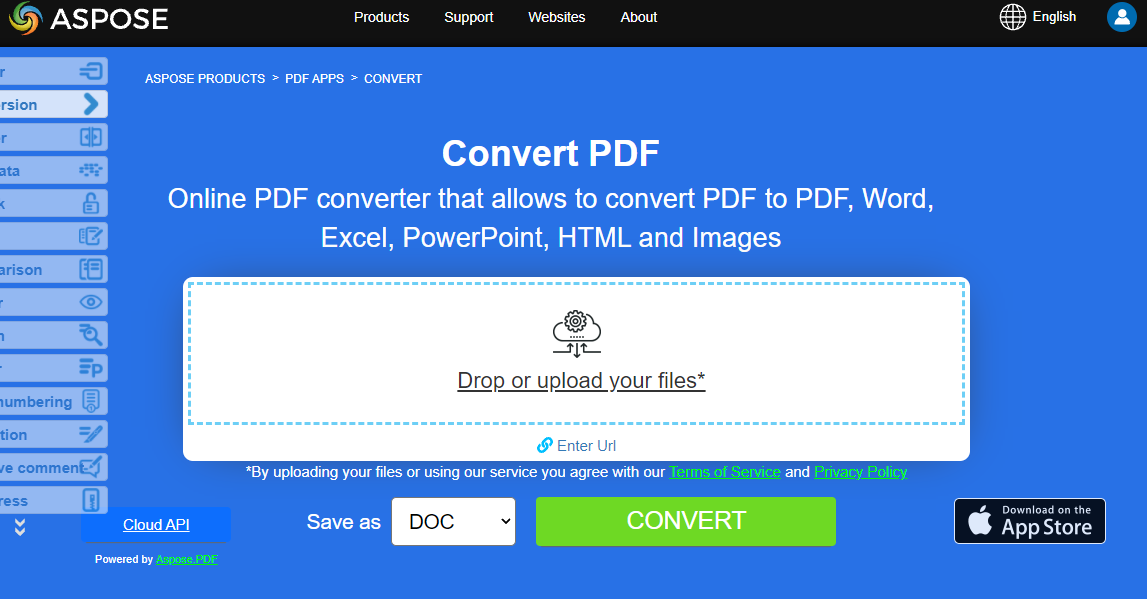 ASPOSE
Products Support Websites About
English
ASPOSE PRODUCTS > PDF APPS > CONVERT
rsion
ata
arison
numbering
tion
ve comment
ress
Convert PDF
Online PDF converter that allows to convert PDF to PDF, Word,
Excel, PowerPoint, HTML and Images
Drop or upload your files*
Enter Url
*By uploading your files or using our service you agree with our Terms of Service and Privacy Policy
Cloud API
Powered by Aspose.PDF
Save as DOC CONVERT
Download on the
App Store